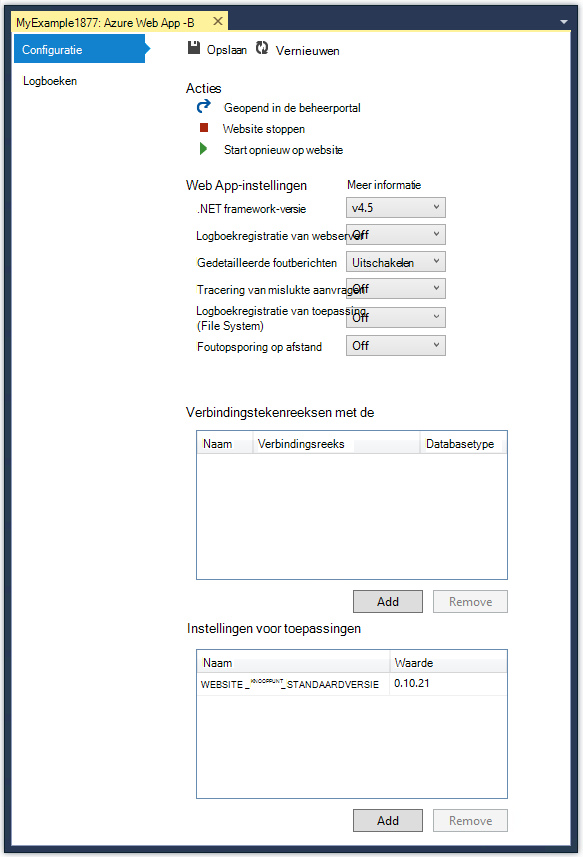 MyExample1877: Azure Web App -B
Configuratie
Opslaan Vernieuwen
Logboeken
Acties
Geopend in de beheerportal
Website stoppen
Start opnieuw op website
Web App-instellingen Meer informatie
.NET framework-versie v4.5
Logboekregistratie van webserver Off
Gedetailleerde foutberichten Uitschakelen
Tracering van mislukte aanvragen Off
Logboekregistratie van toepassing
(File System) Off
Foutopsporing op afstand Off
Verbindingstekenreeksen met de
Naam Verbindingsreeks Databasetype
Add Remove
Instellingen voor toepassingen
Naam Waarde
WEBSITE_KNOOPPUNT_STANDAARDVERSIE 0.10.21
Add Remove